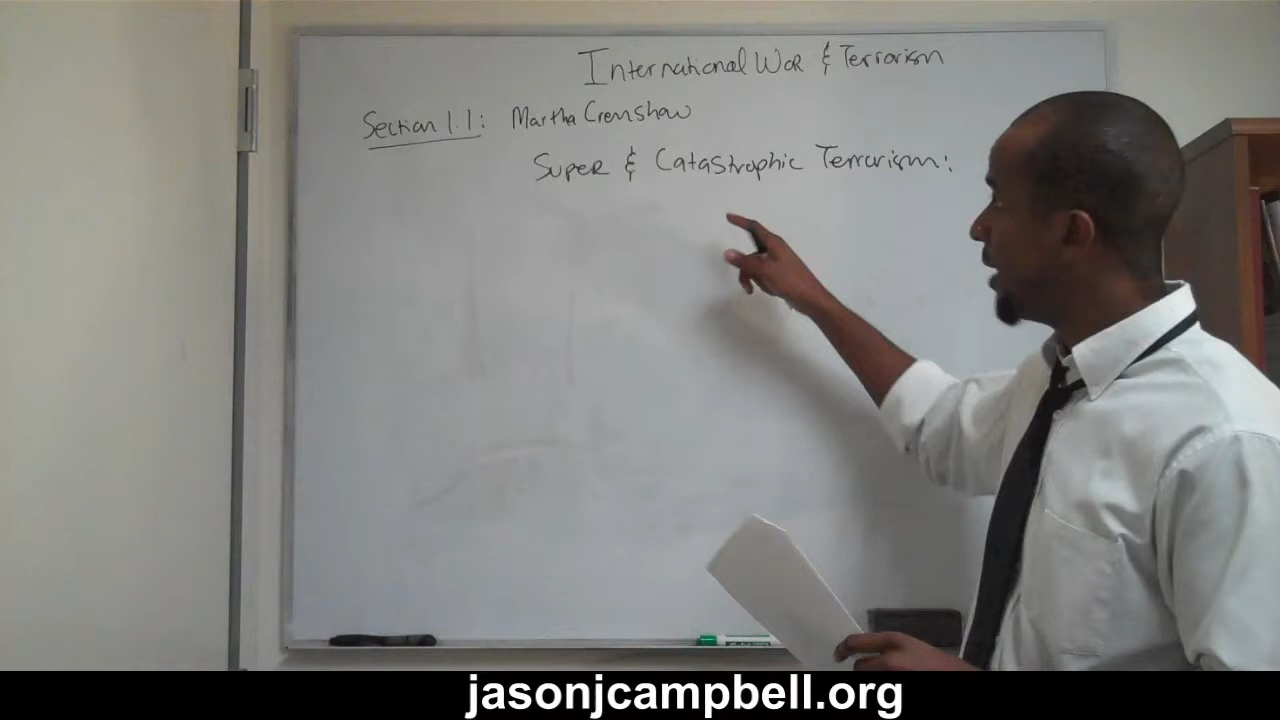 International War & Terrorism
Section 1.1: Martha Crenshaw
Super & Catastrophic Terrorism:
jasonjcampbell.org